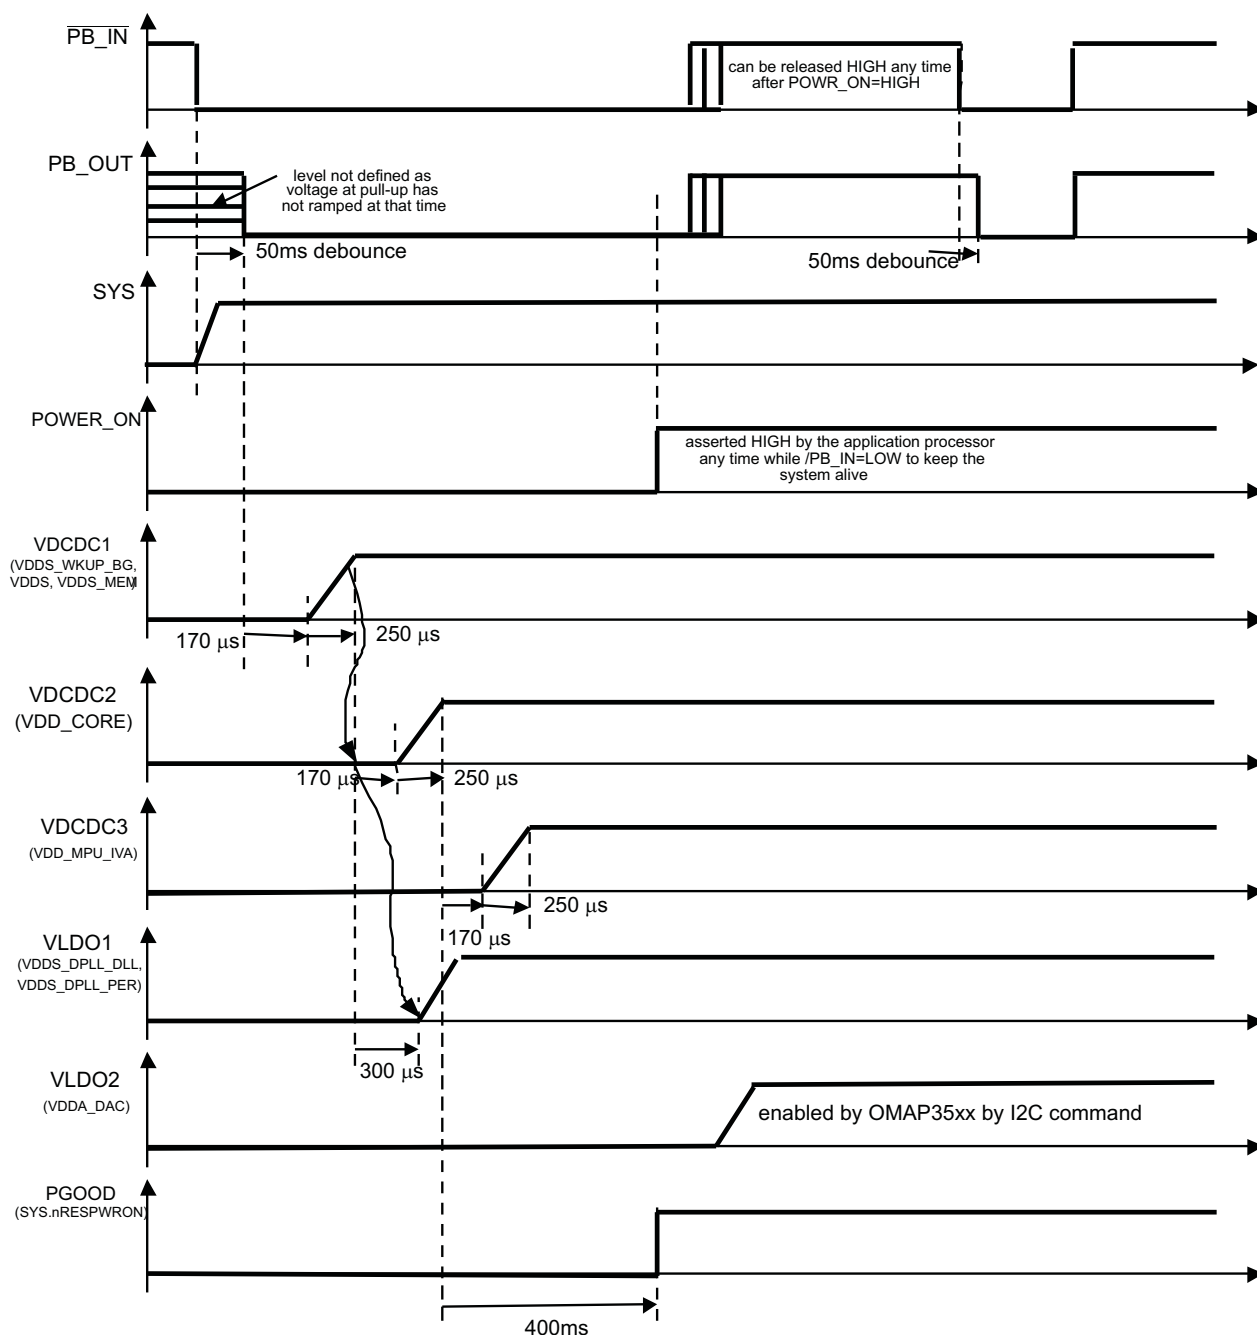 PB_IN
can be released HIGH any time
after POWR_ON=HIGH
PB_OUT
level not defined as
voltage at pull-up has
not ramped at that time
50ms debounce
50ms debounce
SYS
POWER_ON
asserted HIGH by the application processor
any time while /PB_IN=LOW to keep the
system alive
VDCDC1
(VDDS_WKUP_BG,
VDDS, VDDS_MEM)
170 μs
250 μs
VDCDC2
(VDD_CORE)
170 μs
250 μs
VDCDC3
(VDD_MPU_IVA)
250 μs
170 μs
VLDO1
(VDDS_DPLL_DLL,
VDDS_DPLL_PER)
300 μs
VLDO2
(VDDA_DAC)
enabled by OMAP35xx by I2C command
PGOOD
(SYS.nRESPWRON)
400ms